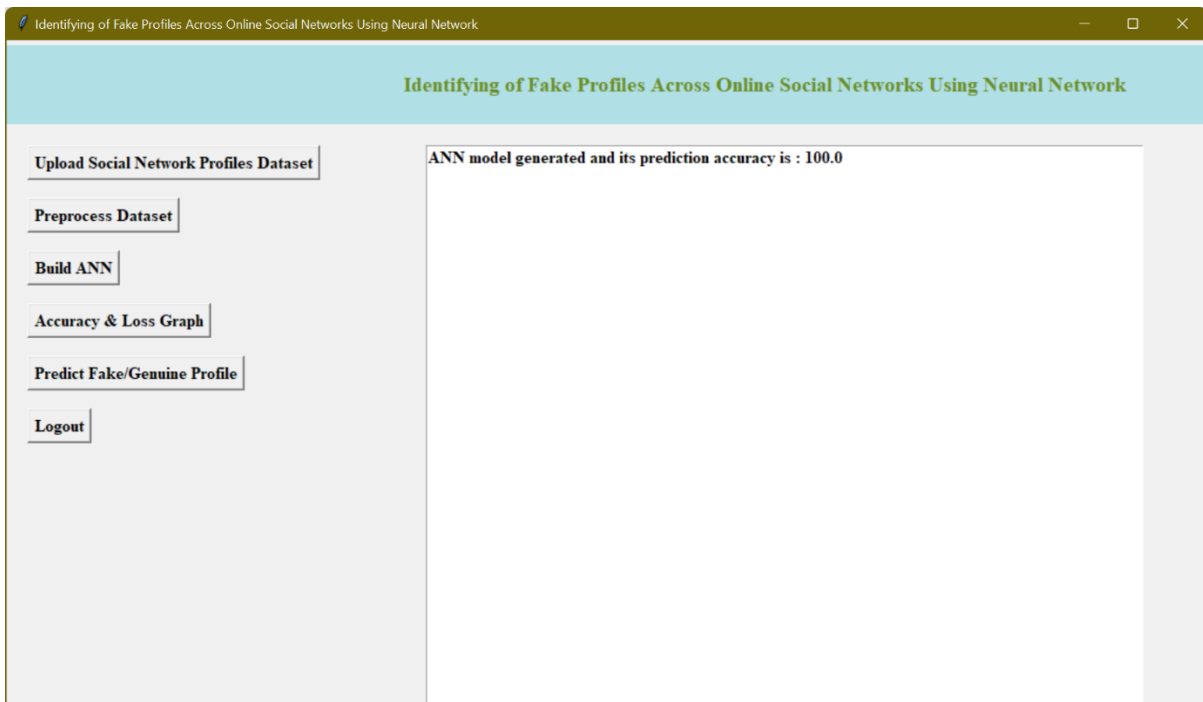 Identifying of Fake Profiles Across Online Social Networks Using Neural Network
Identifying of Fake Profiles Across Online Social Networks Using Neural Network
Upload Social Network Profiles Dataset
Preprocess Dataset
Build ANN
Accuracy & Loss Graph
Predict Fake/Genuine Profile
Logout
ANN model generated and its prediction accuracy is : 100.0